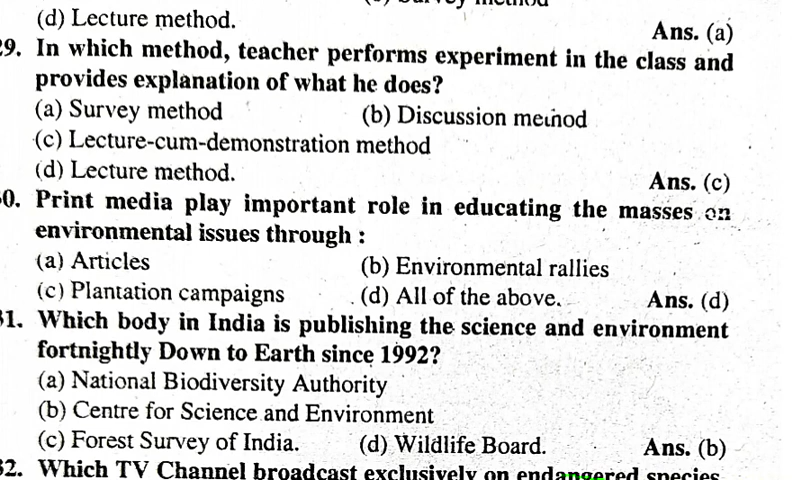 (d) Lecture method.
Ans. (a)
29. In which method, teacher performs experiment in the class and
provides explanation of what he does?
(a) Survey method (b) Discussion method
(c) Lecture-cum-demonstration method
(d) Lecture method. Ans. (c)
0. Print media play important role in educating the masses on
environmental issues through :
(a) Articles (b) Environmental rallies
(c) Plantation campaigns (d) All of the above. Ans. (d)
31. Which body in India is publishing the science and environment
fortnightly Down to Earth since 1992?
(a) National Biodiversity Authority
(b) Centre for Science and Environment
(c) Forest Survey of India. (d) Wildlife Board. Ans. (b)
32. Which TV Channel broadcast exclusively on endangered species